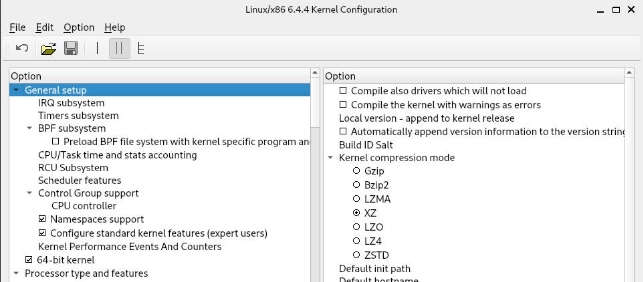 Linux/x86 6.4.4 Kernel Configuration
File Edit Option Help
Option
General setup
IRQ subsystem
Timers subsystem
BPF subsystem
Preload BPF file system with kernel specific program an
CPU/Task time and stats accounting
RCU Subsystem
Scheduler features
Control Group support
CPU controller
Namespaces support
Configure standard kernel features (expert users)
Kernel Performance Events And Counters
64-bit kernel
Processor type and features
Option
Compile also drivers which will not load
Compile the kernel with warnings as errors
Local version - append to kernel release
Automatically append version information to the version string
Build ID Salt
Kernel compression mode
Gzip
Bzip2
LZMA
XZ
LZO
LZ4
ZSTD
Default init path
Default hostname